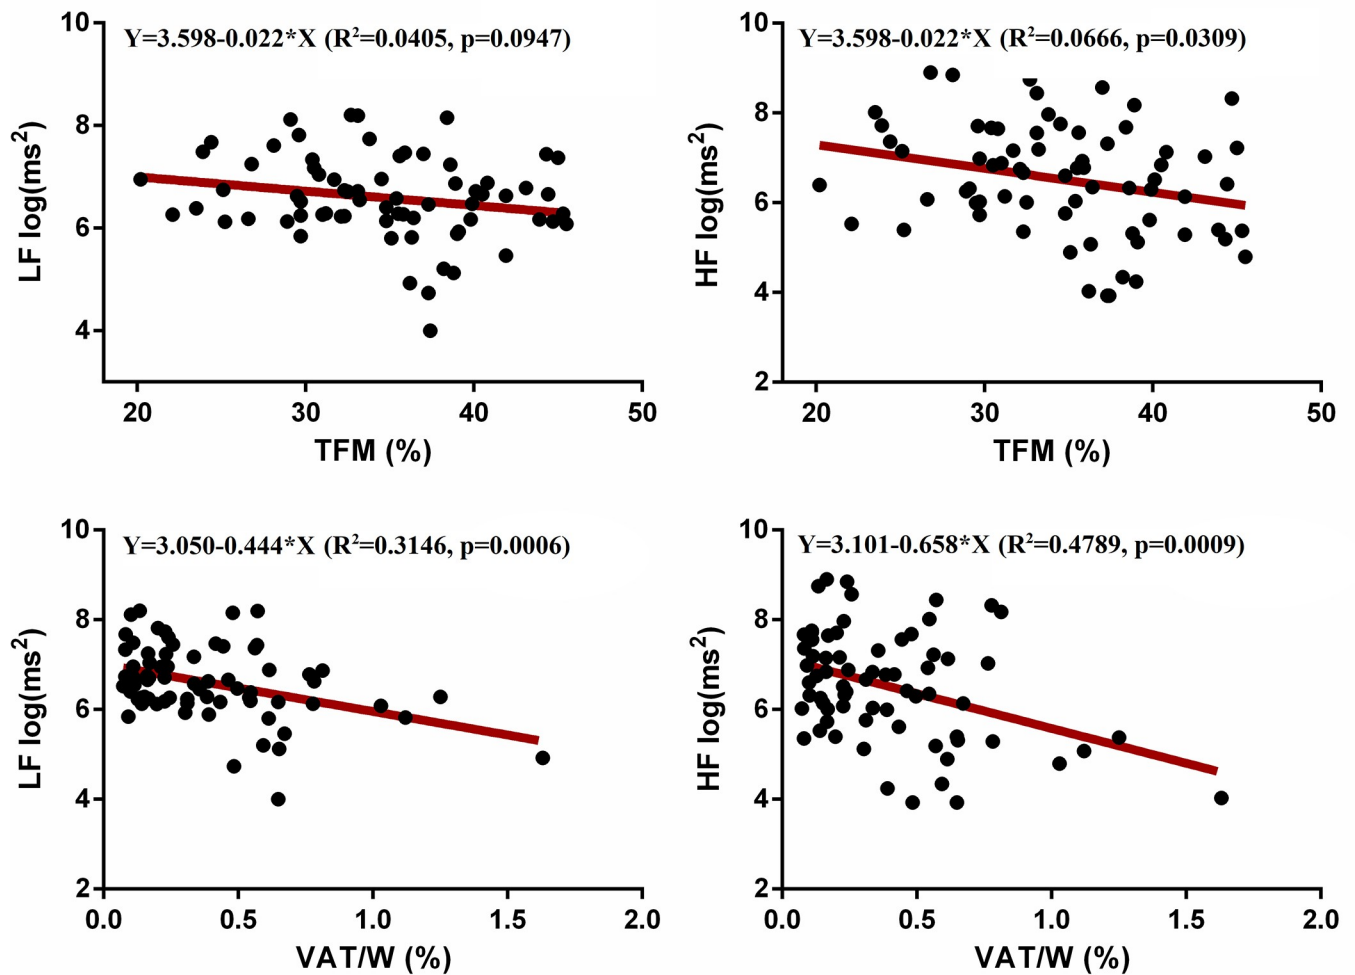 Y=3.598-0.022*X (R²=0.0405, p=0.0947)
10
8
6
4
LF log(ms²)
20 30 40 50
TFM (%)
Y=3.598-0.022*X (R²=0.0666, p=0.0309)
10
8
6
4
2
HF log(ms²)
20 30 40 50
TFM (%)
Y=3.050-0.444*X (R²=0.3146, p=0.0006)
10
8
6
4
2
LF log(ms²)
0.0 0.5 1.0 1.5 2.0
VAT/W (%)
Y=3.101-0.658*X (R²=0.4789, p=0.0009)
10
8
6
4
2
HF log(ms²)
0.0 0.5 1.0 1.5 2.0
VAT/W (%)